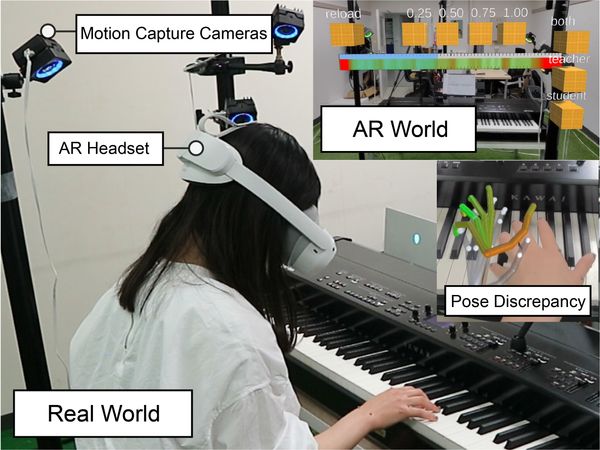 Motion Capture Cameras
AR Headset
Real World
reload
0.25
0.50
0.75
1.00
both
teacher
student
AR World
KAWAI
Pose Discrepancy